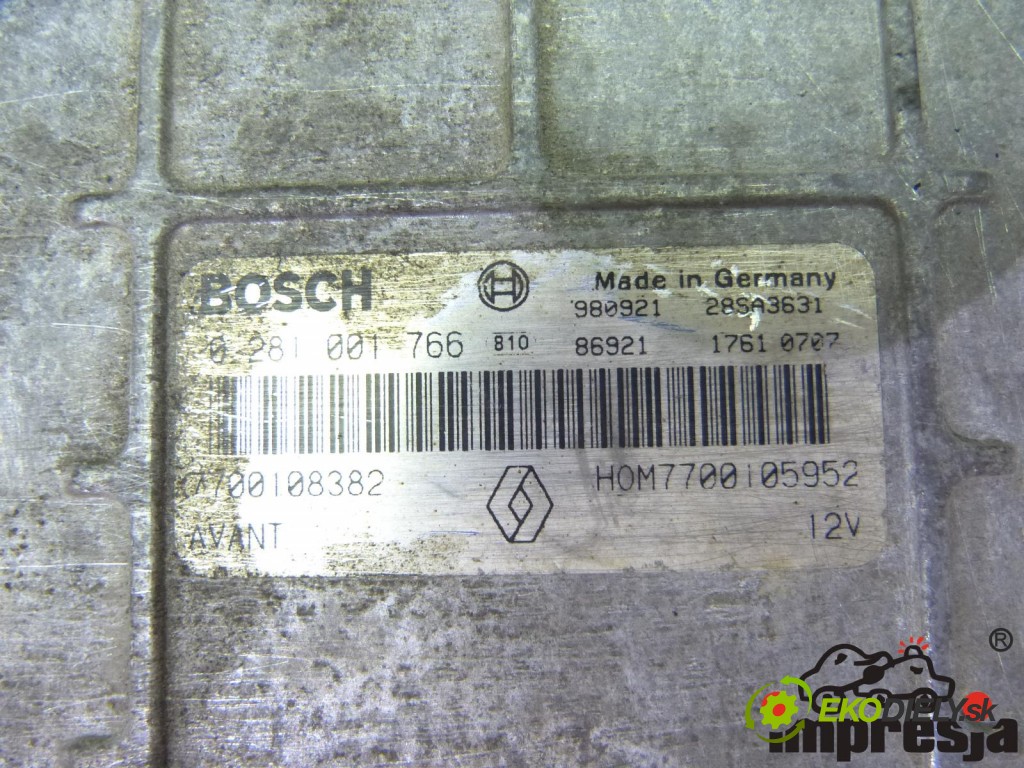 BOSCH
Made in Germany
980921 28SA3631
0 281 001 766 810 86921 1761 0707
7700108382 HOM7700105952
AVANT 12V
®
EKODIELY.sk
impresja